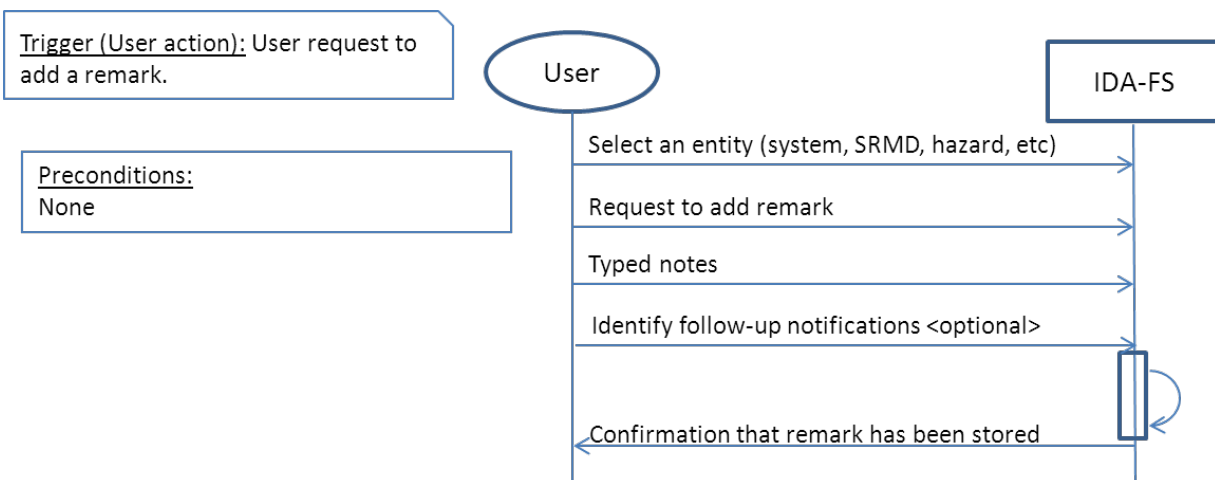 Trigger (User action): User request to
add a remark.
User
IDA-FS
Preconditions:
None
Select an entity (system, SRMD, hazard, etc)
Request to add remark
Typed notes
Identify follow-up notifications <optional>
Confirmation that remark has been stored